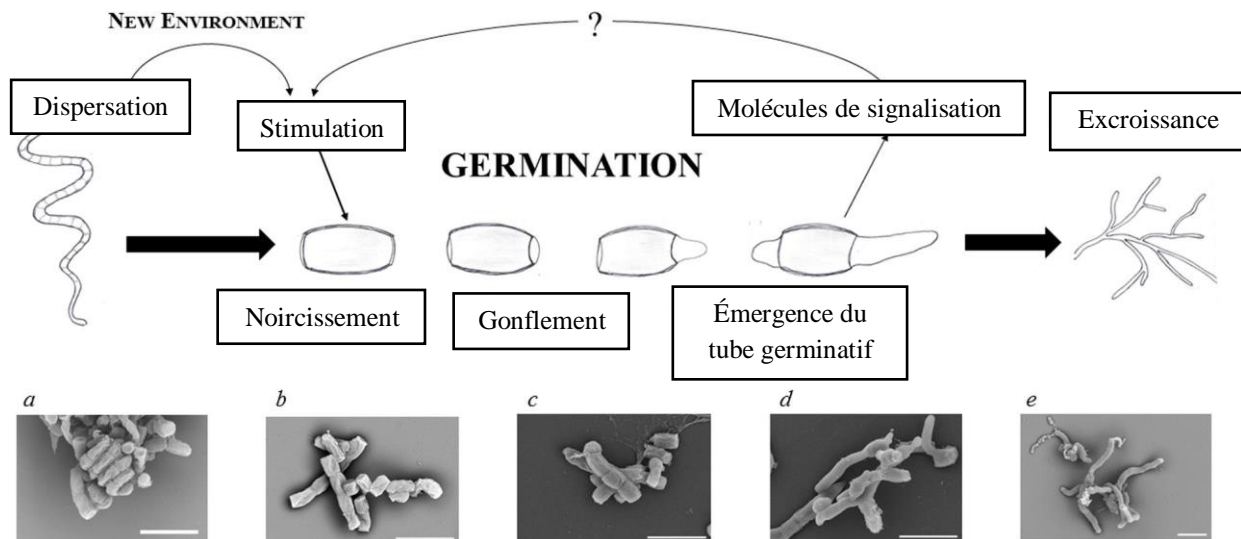 NEW ENVIRONMENT
?
Dispersation
Stimulation
Molécules de signalisation
Excroissance
GERMINATION
Noircissement
Gonflement
Émergence du
tube germinatif
a
b
c
d
e